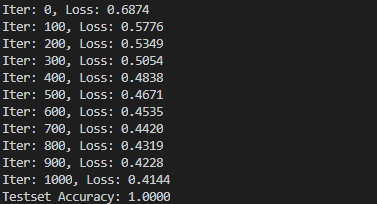 Iter: 0, Loss: 0.6874
Iter: 100, Loss: 0.5776
Iter: 200, Loss: 0.5349
Iter: 300, Loss: 0.5054
Iter: 400, Loss: 0.4838
Iter: 500, Loss: 0.4671
Iter: 600, Loss: 0.4535
Iter: 700, Loss: 0.4420
Iter: 800, Loss: 0.4319
Iter: 900, Loss: 0.4228
Iter: 1000, Loss: 0.4144
Testset Accuracy: 1.0000